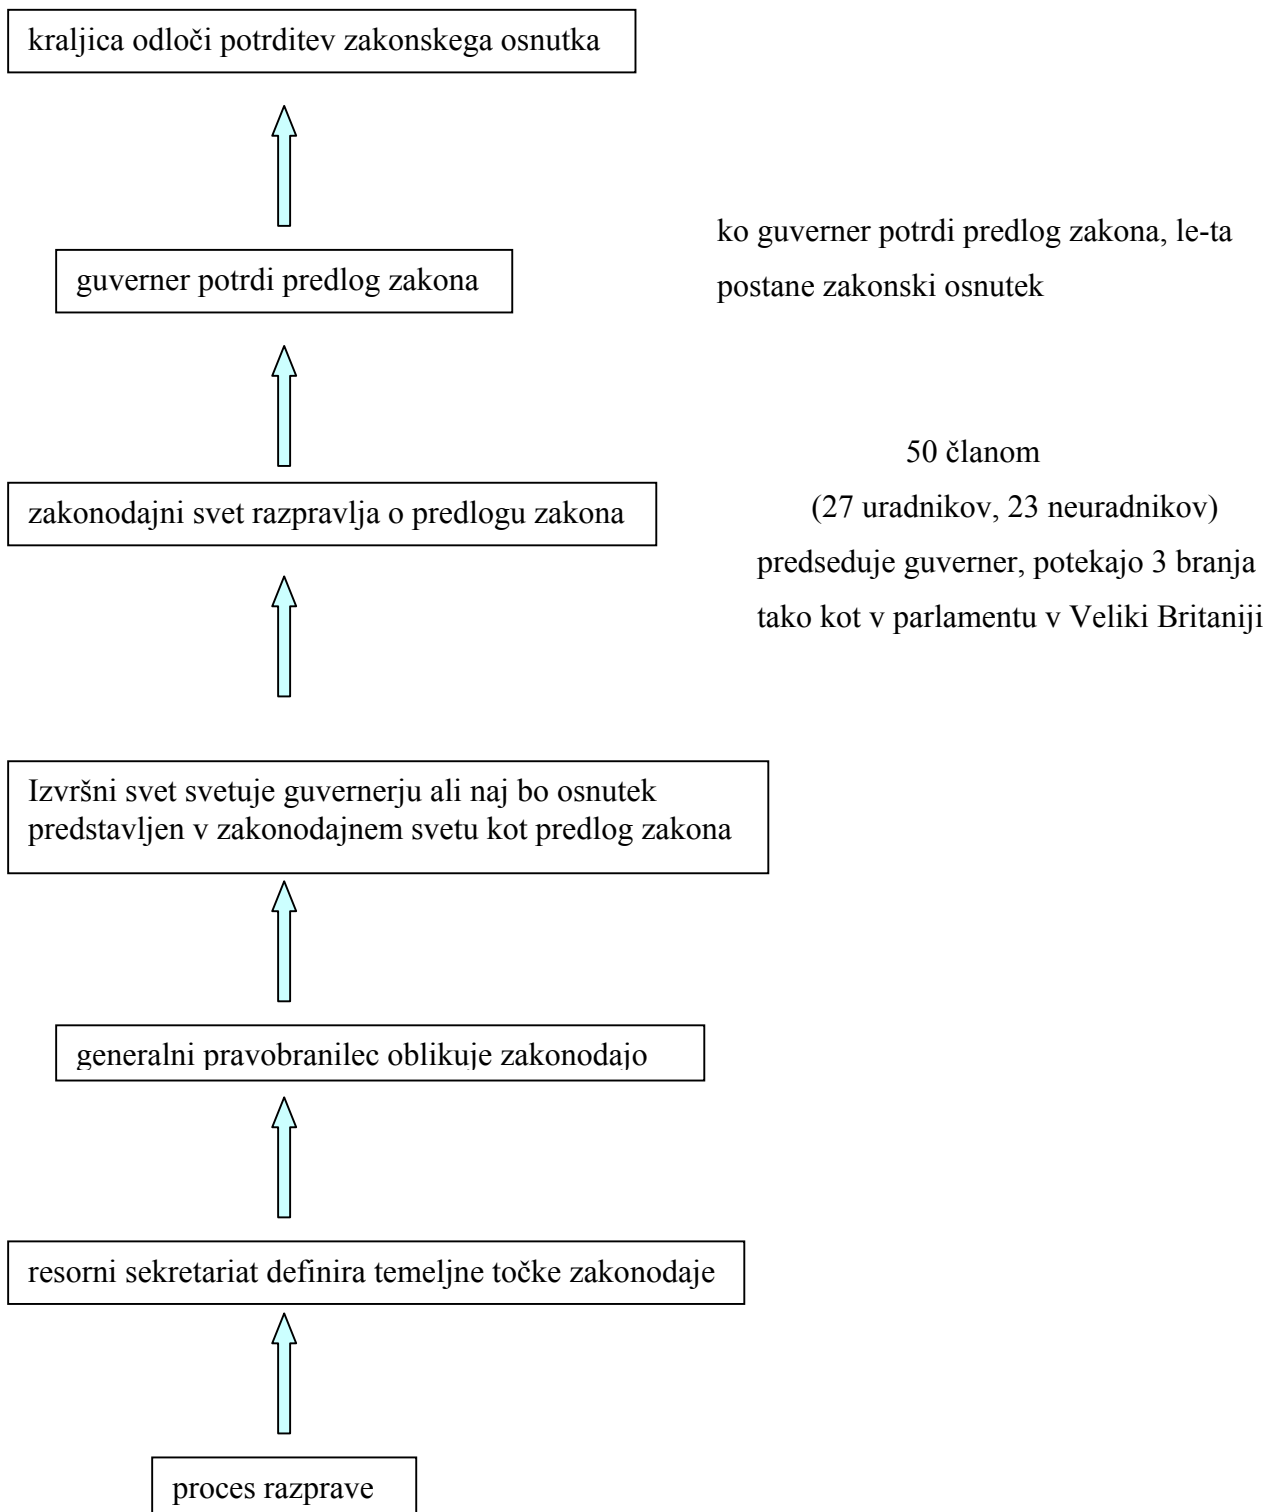 kraljica odloči potrditev zakonskega osnutka
ko guverner potrdi predlog zakona, le-ta
postane zakonski osnutek
guverner potrdi predlog zakona
50 članom
(27 uradnikov, 23 neuradnikov)
predseduje guverner, potekajo 3 branja
tako kot v parlamentu v Veliki Britaniji
zakonodajni svet razpravlja o predlogu zakona
Izvršni svet svetuje guvernerju ali naj bo osnutek
predstavljen v zakonodajnem svetu kot predlog zakona
generalni pravobranilec oblikuje zakonodajo
resorni sekretariat definira temeljne točke zakonodaje
proces razprave